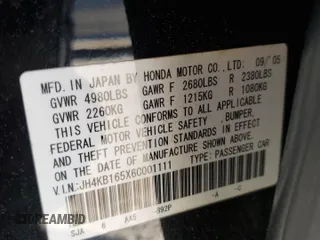 MFD. IN JAPAN BY HONDA MOTOR CO., LTD. 09/'05
GVWR 4980LBS GAWR F 2680LBS R 2380LBS
GVWR 2260KG GAWR F 1215KG R 1080KG
THIS VEHICLE CONFORMS TO ALL APPLICABLE
FEDERAL MOTOR VEHICLE SAFETY, BUMPER,
AND THEFT PREVENTION STANDARDS IN EFFECT
ON THE DATE OF MANUFACTURE SHOWN ABOVE.
V.I.N.:JH4KB165X6C001111 TYPE:PASSENGER CAR
SJA 6 AA5 -A -C